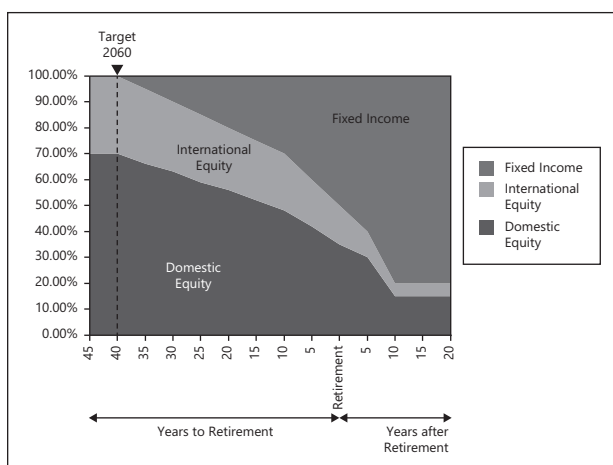 Target
2060
100.00%
90.00%
80.00%
70.00%
60.00%
50.00%
40.00%
30.00%
20.00%
10.00%
0.00%
Fixed Income
International
Equity
Domestic
Equity
45
40
35
30
25
20
15
10
5
Retirement
5
10
15
20
Years to Retirement
Years after
Retirement
Fixed Income
International
Equity
Domestic
Equity